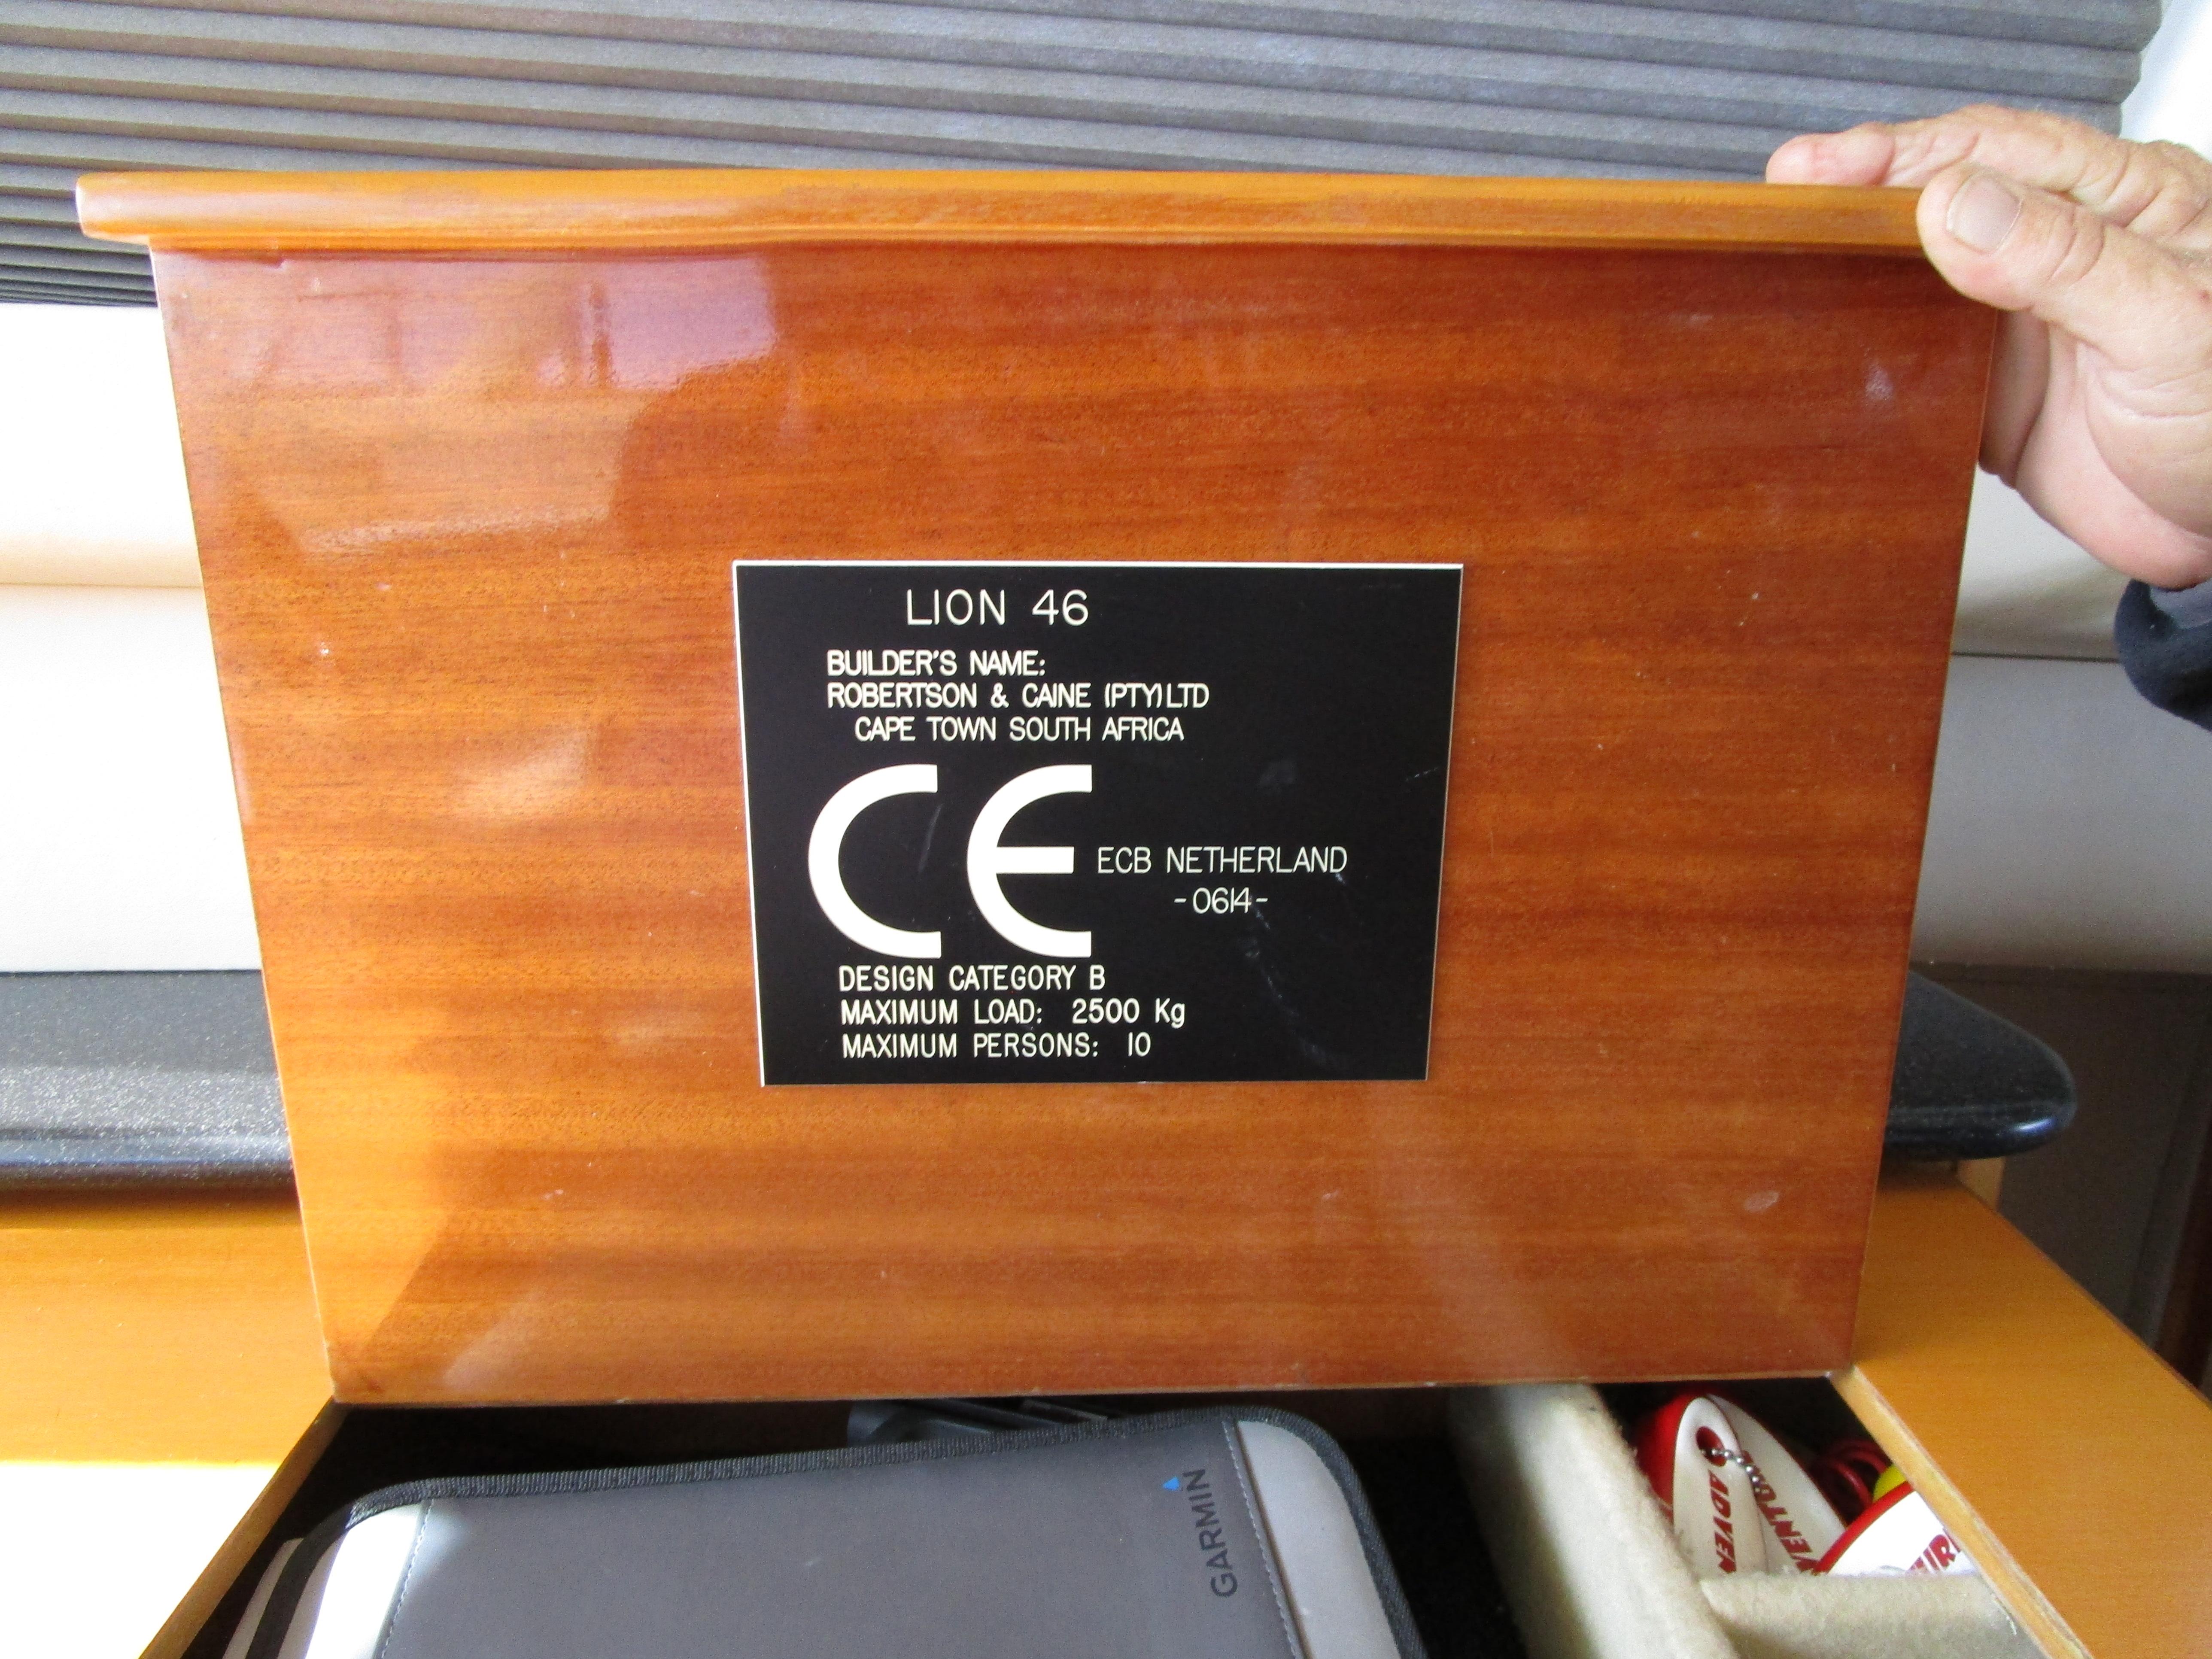 LION 46
BUILDER'S NAME:
ROBERTSON & CAINE (PTY)LTD
CAPE TOWN SOUTH AFRICA
CE
ECB NETHERLAND
-0614-
DESIGN CATEGORY B
MAXIMUM LOAD: 2500 Kg
MAXIMUM PERSONS: 10
GARMIN